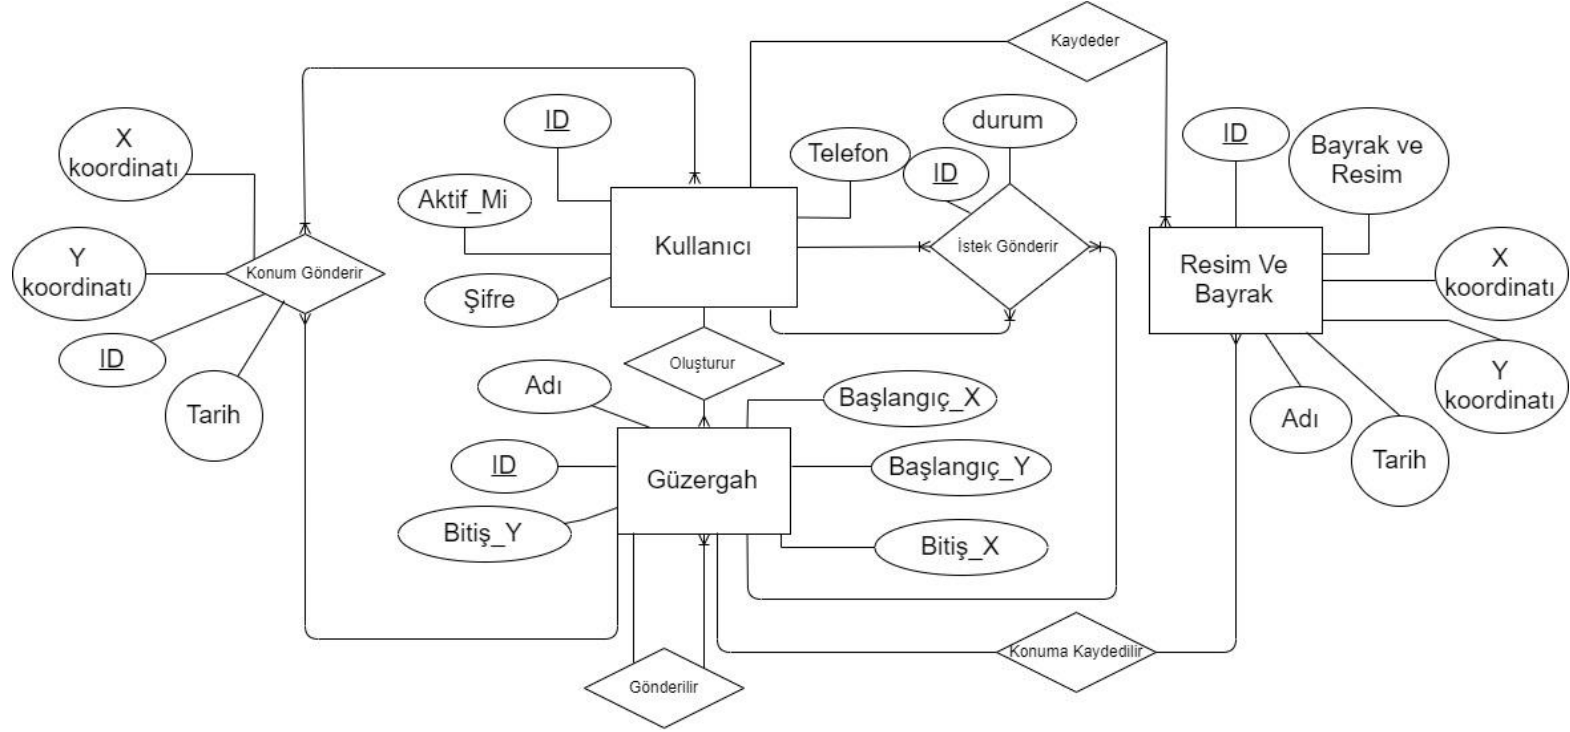 Kaydeder
ID
durum
X
koordinatı
Telefon
ID
ID
Bayrak ve
Resim
Aktif_Mi
Kullanıcı
İstek Gönderir
Y
koordinatı
Konum Gönderir
Resim Ve
Bayrak
X
koordinatı
Şifre
ID
Oluşturur
Adı
Başlangıç_X
Y
koordinatı
Tarih
Adı
Tarih
ID
Güzergah
Başlangıç_Y
Bitiş_Y
Bitiş_X
Konuma Kaydedilir
Gönderilir